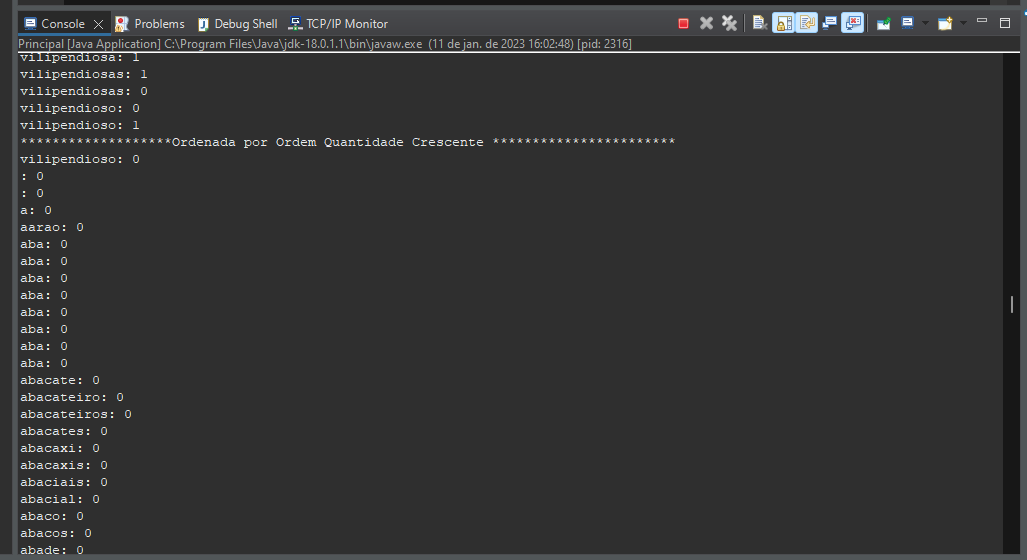 Console Problems Debug Shell TCP/IP Monitor
Principal [Java Application] C:\Program Files\Java\jdk-18.0.1.1\bin\javaw.exe (11 de jan. de 2023 16:02:48) [pid: 2316]
vilipendiosa: 1
vilipendiosas: 1
vilipendiosas: 0
vilipendioso: 0
vilipendioso: 1
*******************Ordenada por Ordem Quantidade Crescente ***********************
vilipendioso: 0
: 0
: 0
a: 0
aarao: 0
aba: 0
aba: 0
aba: 0
aba: 0
aba: 0
aba: 0
aba: 0
aba: 0
abacate: 0
abacateiro: 0
abacateiros: 0
abacates: 0
abacaxi: 0
abacaxis: 0
abaciais: 0
abacial: 0
abaco: 0
abacos: 0
abade: 0